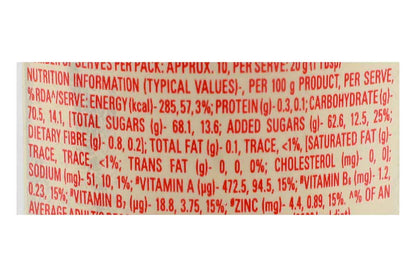 NUMBER OF SERVES PER PACK: APPROX. 10, PER SERVE: 20 g (1 Tbsp)
NUTRITION INFORMATION (TYPICAL VALUES)-, PER 100 g PRODUCT, PER SERVE,
%RDA^/SERVE: ENERGY (kcal)- 285, 57, 3%; PROTEIN (g)- 0.3, 0.1; CARBOHYDRATE (g)-
70.5, 14.1, [TOTAL SUGARS (g)- 68.1, 13.6; ADDED SUGARS (g)- 62.6, 12.5, 25%;
DIETARY FIBRE (g)- 0.8, 0.2]; TOTAL FAT (g)- 0.1, TRACE, <1%, [SATURATED FAT (g)-
TRACE, TRACE, <1%; TRANS FAT (g)- 0, 0, 0%; CHOLESTEROL (mg)- 0, 0];
SODIUM (mg)- 51, 10, 1%; #VITAMIN A (µg)- 472.5, 94.5, 15%; #VITAMIN B₁ (mg)- 1.2,
0.23, 15%; #VITAMIN B₂ (µg)- 18.8, 3.75, 15%; #ZINC (mg)- 4.4, 0.89, 15%. ^% OF AN
AVERAGE ADULT'S